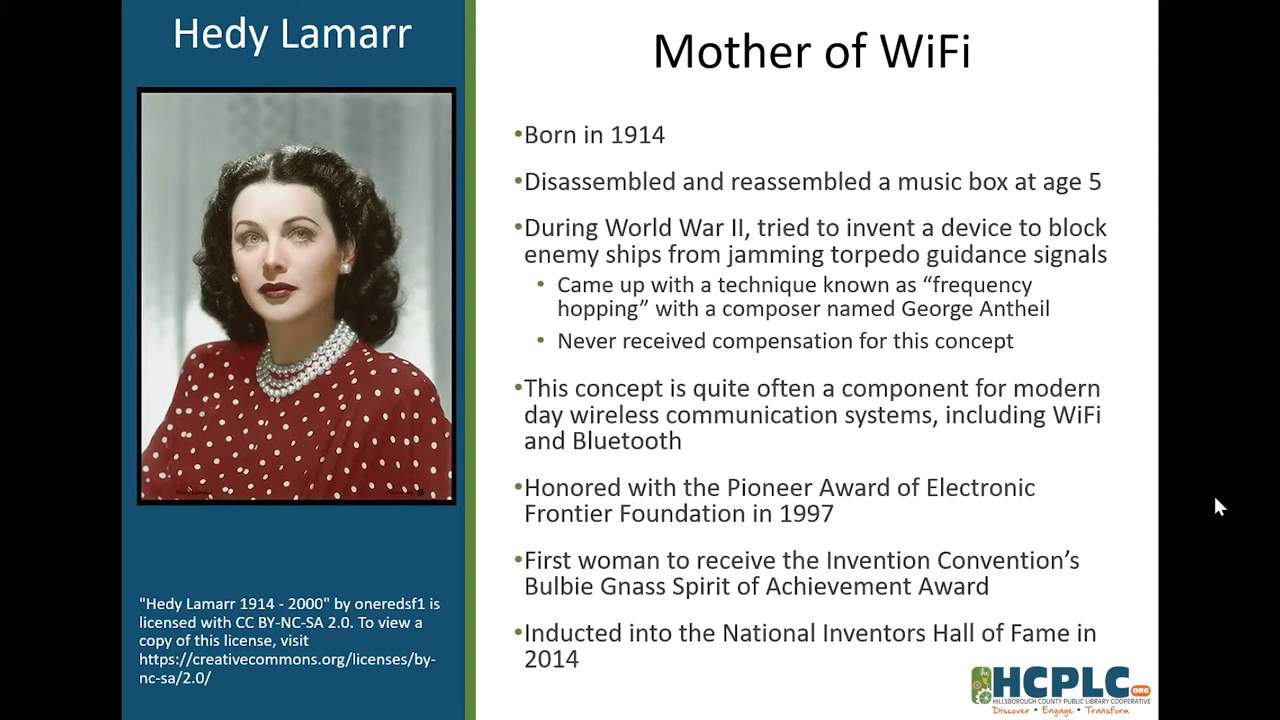 Hedy Lamarr
"Hedy Lamarr 1914 - 2000" by oneredsf1 is
licensed with CC BY-NC-SA 2.0. To view a
copy of this license, visit
https://creativecommons.org/licenses/by-
nc-sa/2.0/
Mother of WiFi
•Born in 1914
•Disassembled and reassembled a music box at age 5
•During World War II, tried to invent a device to block
enemy ships from jamming torpedo guidance signals
• Came up with a technique known as “frequency
hopping” with a composer named George Antheil
• Never received compensation for this concept
•This concept is quite often a component for modern
day wireless communication systems, including WiFi
and Bluetooth
•Honored with the Pioneer Award of Electronic
Frontier Foundation in 1997
•First woman to receive the Invention Convention’s
Bulbie Gnass Spirit of Achievement Award
•Inducted into the National Inventors Hall of Fame in
2014
HCPLC.ORG
HILLSBOROUGH COUNTY PUBLIC LIBRARY COOPERATIVE
Discover • Engage • Transform